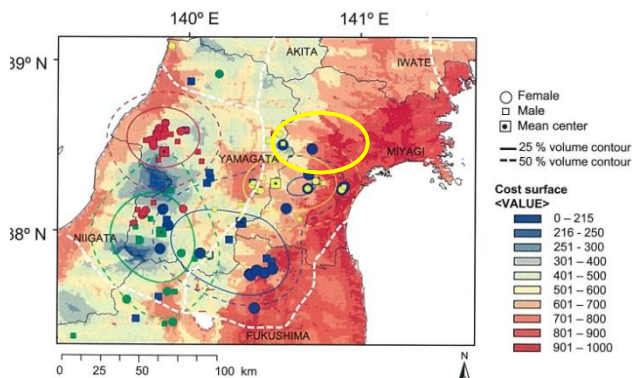 140° E
141° E
39° N
38° N
AKITA
IWATE
YAMAGATA
MIYAGI
NIIGATA
FUKUSHIMA
Female
Male
Mean center
25 % volume contour
50 % volume contour
Cost surface
<VALUE>
0 – 215
216 - 250
251 - 300
301 – 400
401 - 500
501 – 600
601 – 700
701 – 800
801 – 900
901 - 1000
0 25 50 100 km
N